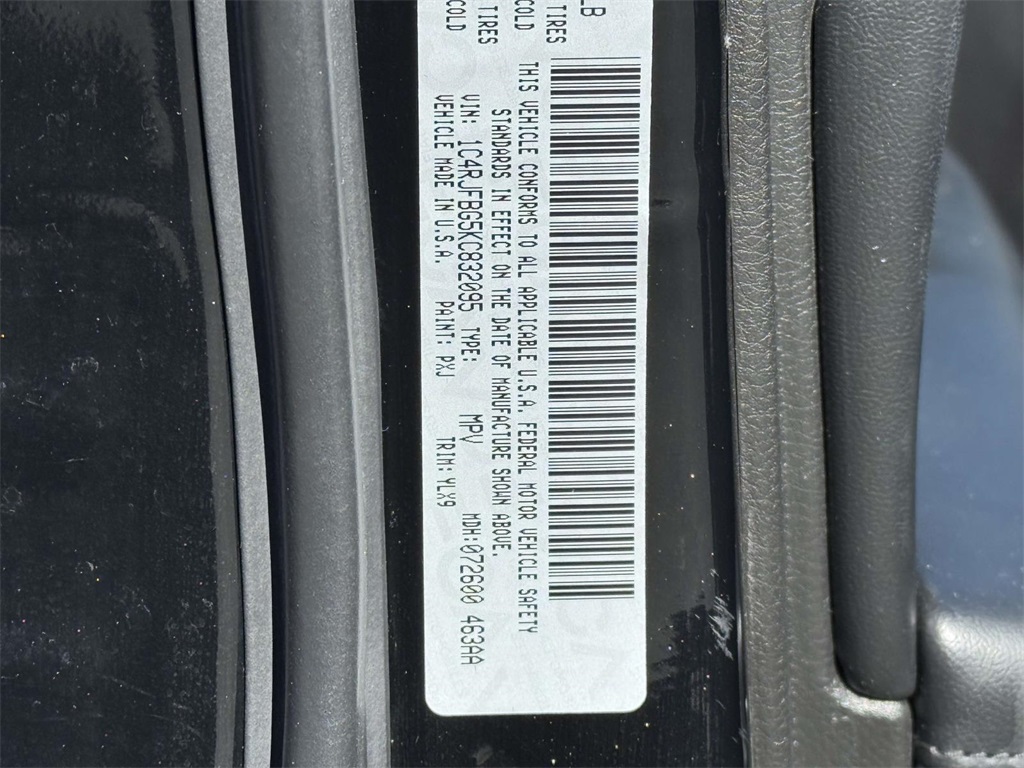 LB
TIRES COLD
TIRES COLD
THIS VEHICLE CONFORMS TO ALL APPLICABLE U.S.A. FEDERAL MOTOR VEHICLE SAFETY
STANDARDS IN EFFECT ON THE DATE OF MANUFACTURE SHOWN ABOVE.
VIN: 1C4RJFBG5KC832095 TYPE: MPV MDH:072600 463AA
VEHICLE MADE IN U.S.A. PAINT: PXJ TRIM: YLX9